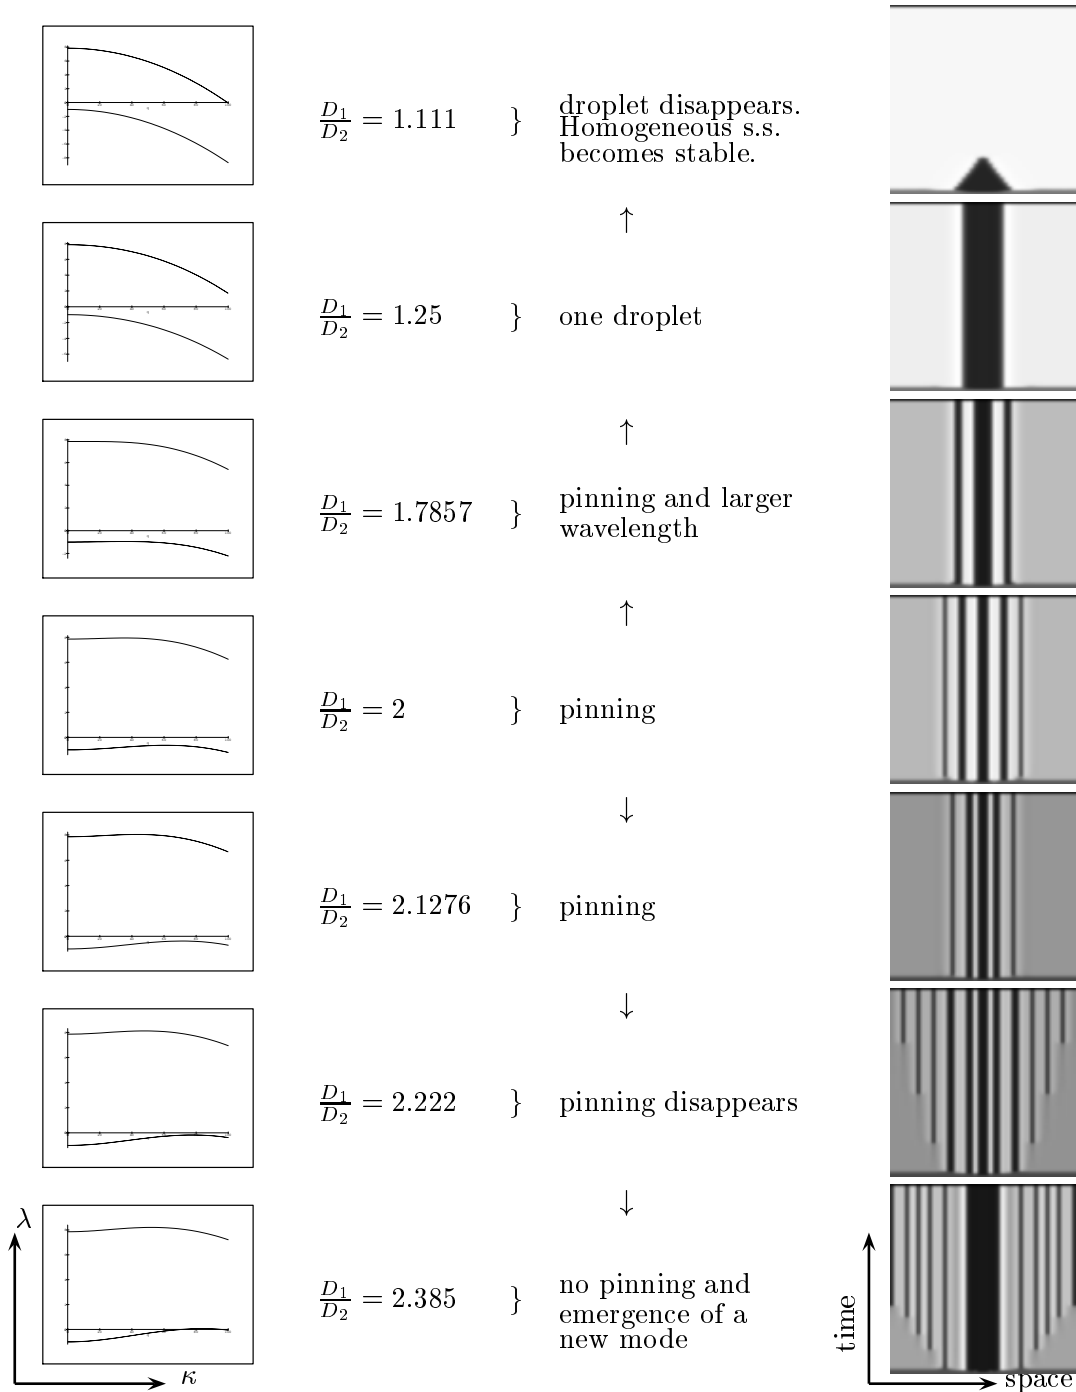 D₁/D₂ = 1.111 } droplet disappears.
Homogeneous s.s.
becomes stable.
↑
D₁/D₂ = 1.25 } one droplet
↑
D₁/D₂ = 1.7857 } pinning and larger
wavelength
↑
D₁/D₂ = 2 } pinning
↓
D₁/D₂ = 2.1276 } pinning
↓
D₁/D₂ = 2.222 } pinning disappears
↓
D₁/D₂ = 2.385 } no pinning and
emergence of a
new mode
λ
κ
time
space